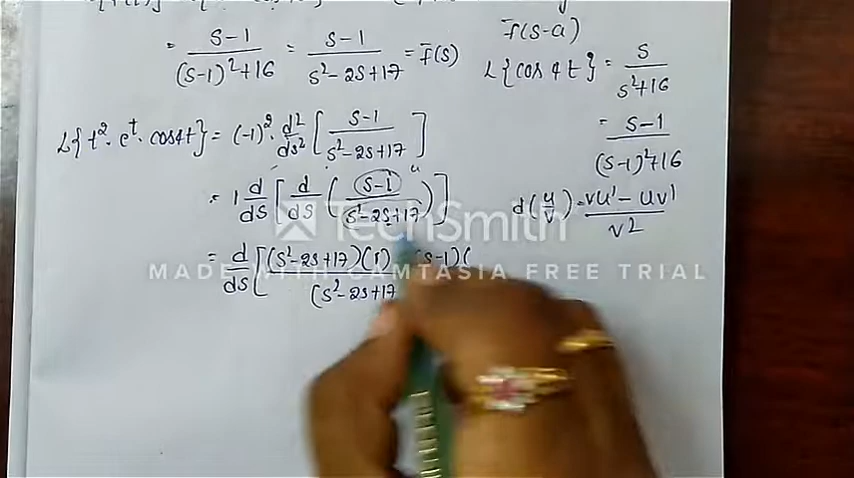 = S-1 / (S-1)²+16 = S-1 / S²-2S+17 = f̄(S)
f̄(S-a)
L{cos 4t} = S / S²+16
= S-1 / (S-1)²+16
L{t². eᵗ. cos4t} = (-1)². d²/ds² [ S-1 / S²-2S+17 ]
= 1 d/ds [ d/ds ( S-1 / S²-2S+17 ) ] u
d(u/v) = vu' - uv' / v²
= d/ds [ (S²-2S+17)(1) (S-1)( / (S²-2S+17
TechSmith
MADE WITH CAMTASIA FREE TRIAL